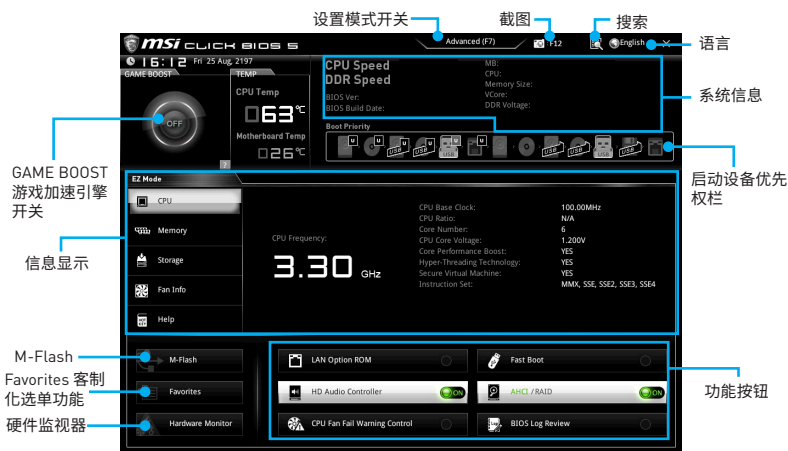 设置模式开关
截图
搜索
msi CLICK BIOS 5
Advanced (F7)
F12
English
语言
16:12 Fri 25 Aug, 2197
GAME BOOST
TEMP
CPU Speed
DDR Speed
MB:
CPU:
Memory Size:
VCore:
DDR Voltage:
BIOS Ver:
BIOS Build Date:
系统信息
CPU Temp
63℃
OFF
Motherboard Temp
26℃
Boot Priority
U U U U U USB USB USB USB
?
GAME BOOST
游戏加速引擎
开关
启动设备优先
权栏
EZ Mode
CPU
Memory
Storage
Fan Info
Help
信息显示
CPU Frequency:
3.30 GHz
CPU Base Clock: 100.00MHz
CPU Ratio: N/A
Core Number: 6
CPU Core Voltage: 1.200V
Core Performance Boost: YES
Hyper-Threading Technology: YES
Secure Virtual Machine: YES
Instruction Set: MMX, SSE, SSE2, SSE3, SSE4
M-Flash
M-Flash
LAN Option ROM
Fast Boot
Favorites 客制
化选单功能
Favorites
HD Audio Controller ON
AHCI /RAID ON
功能按钮
硬件监视器
Hardware Monitor
CPU Fan Fail Warning Control
BIOS Log Review